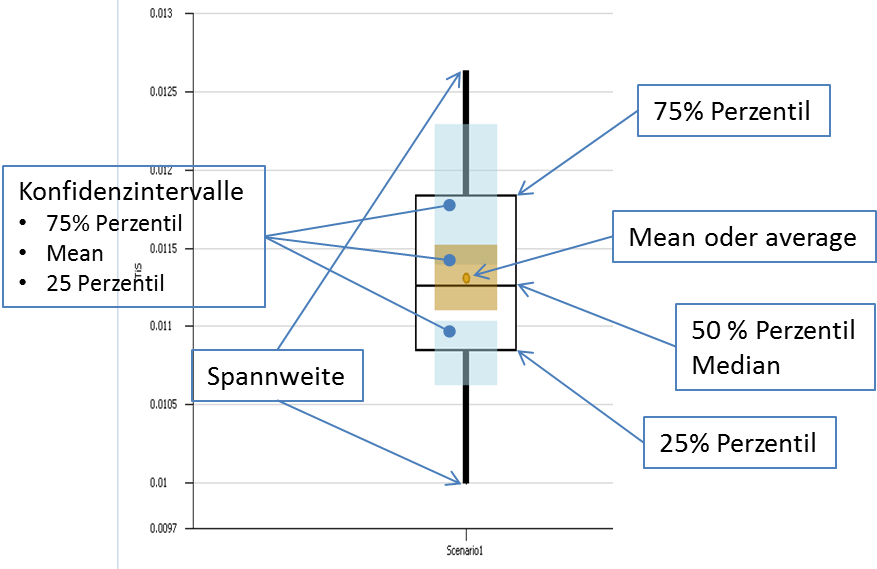 0.013
0.0125
0.012
0.0115
0.011
0.0105
0.01
0.0097
TIS
Scenario1
Konfidenzintervalle
• 75% Perzentil
• Mean
• 25 Perzentil
Spannweite
75% Perzentil
Mean oder average
50 % Perzentil
Median
25% Perzentil